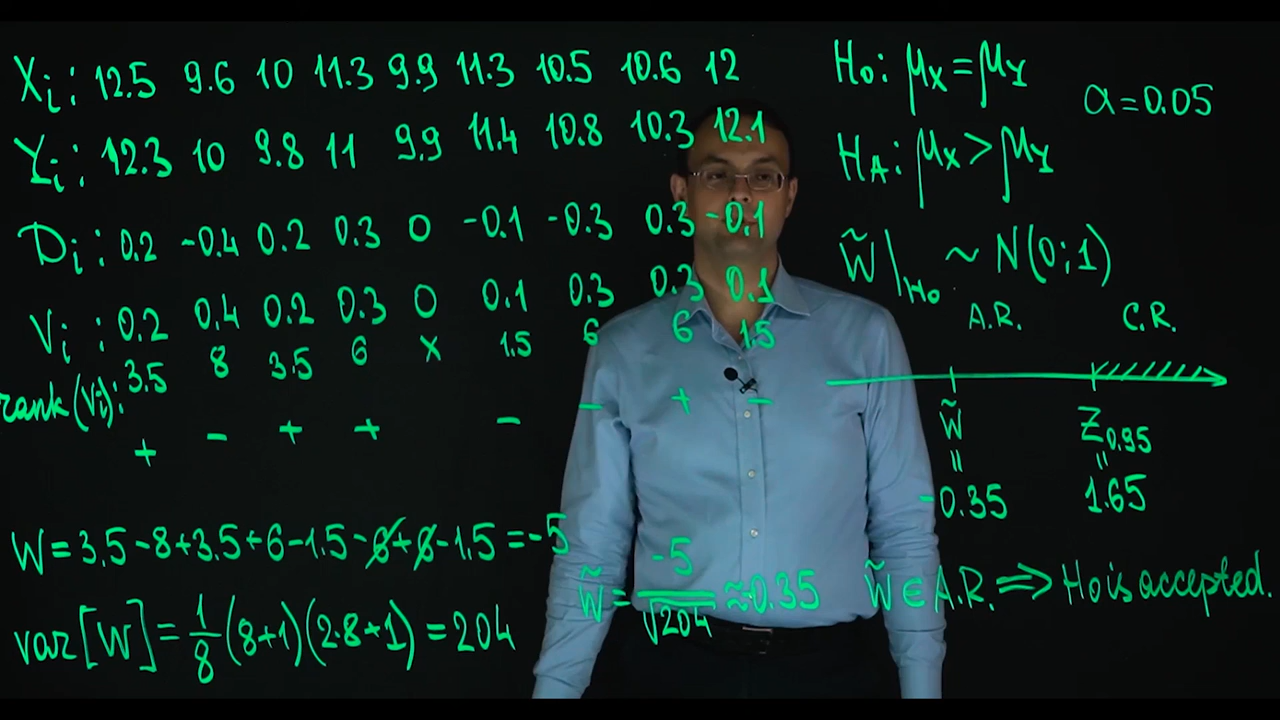 Xi: 12.5 9.6 10 11.3 9.9 11.3 10.5 10.6 12
Yi: 12.3 10 9.8 11 9.9 11.4 10.8 10.3 12.1
Di: 0.2 -0.4 0.2 0.3 0 -0.1 -0.3 0.3 -0.1
Vi: 0.2 0.4 0.2 0.3 0 0.1 0.3 0.3 0.1
rank(Vi): 3.5 8 3.5 6 x 1.5 6 6 1.5
+ - + + - - + -
W = 3.5-8+3.5+6-1.5-6+6-1.5 = -5
var[W] = 1/8 (8+1)(2·8+1) = 204
W̃ = -5/√204 ≈ -0.35
H0: μX = μY
α = 0.05
HA: μX > μY
W̃|H0 ~ N(0;1)
A.R. C.R.
W̃ Z0.95
= =
-0.35 1.65
W̃ ∈ A.R. ⇒ H0 is accepted.